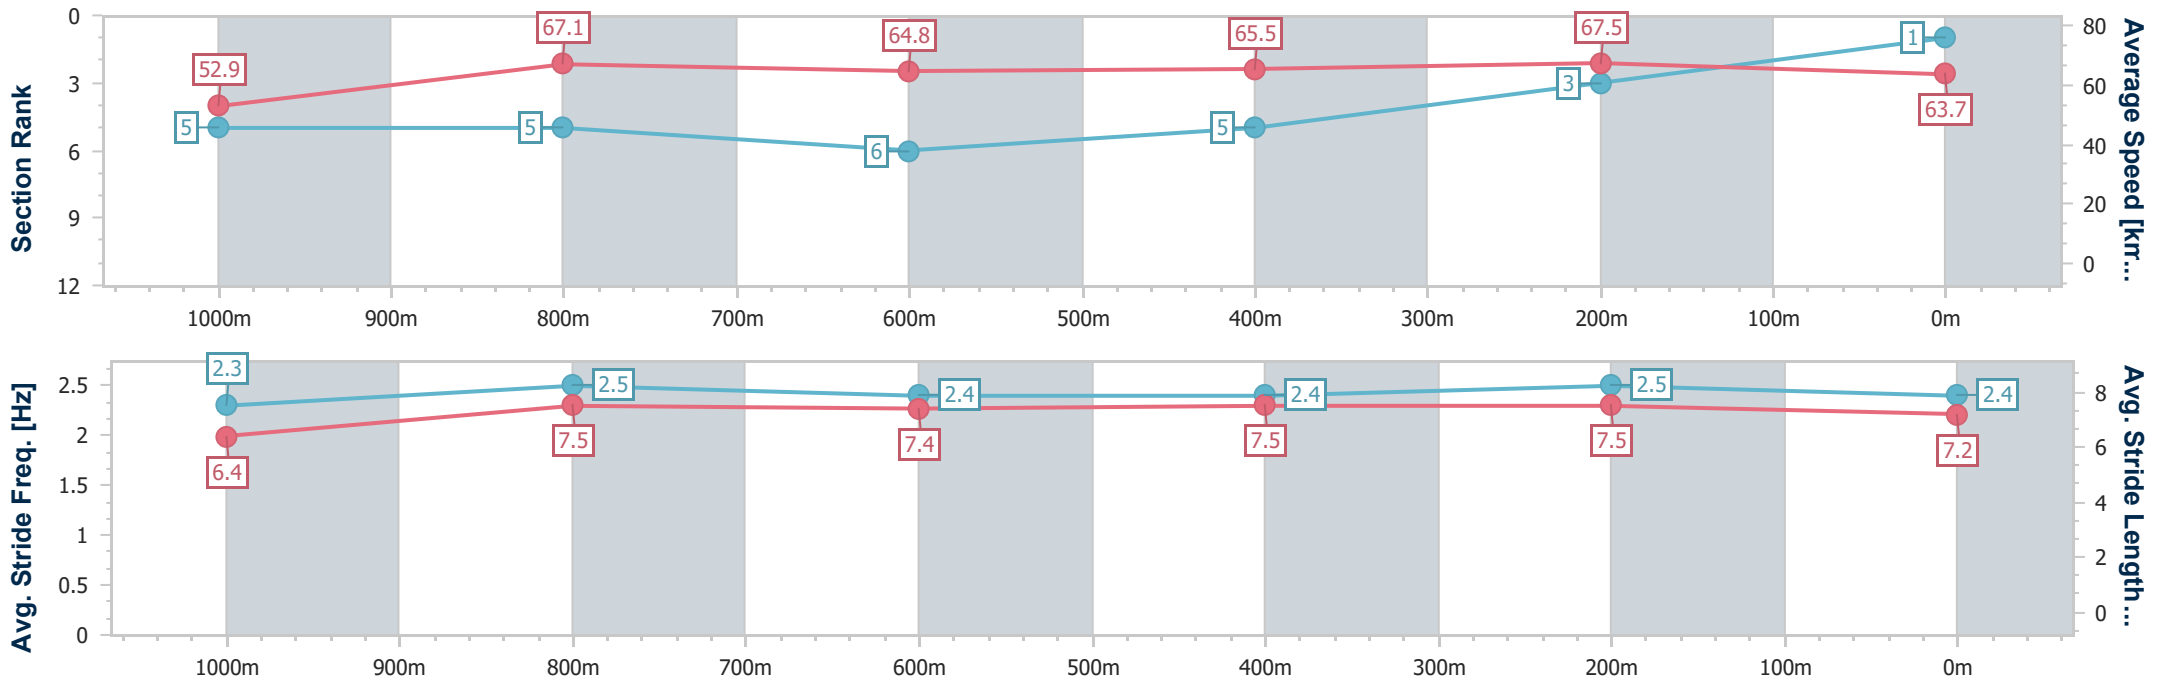 Section Rank
0
3
6
9
12
52.9
67.1
64.8
65.5
67.5
63.7
5
5
6
5
3
1
80
60
40
20
0
Average Speed [km...
1000m
900m
800m
700m
600m
500m
400m
300m
200m
100m
0m
Avg. Stride Freq. [Hz]
2.5
2
1.5
1
0.5
0
2.3
2.5
2.4
2.4
2.5
2.4
6.4
7.5
7.4
7.5
7.5
7.2
8
6
4
2
0
Avg. Stride Length...
1000m
900m
800m
700m
600m
500m
400m
300m
200m
100m
0m